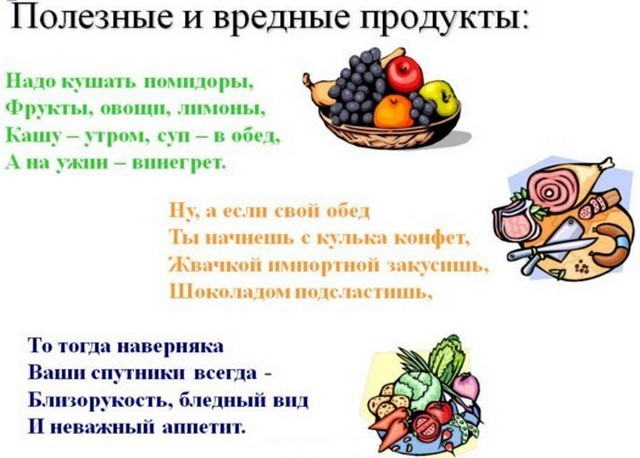 Полезные и вредные продукты:
Надо кушать помидоры,
Фрукты, овощи, лимоны,
Кашу – утром, суп – в обед,
А на ужин – винегрет.
Ну, а если свой обед
Ты начнешь с кулька конфет,
Жвачкой импортной закусишь,
Шоколадом подсластишь,
То тогда наверняка
Ваши спутники всегда -
Близорукость, бледный вид
И неважный аппетит.